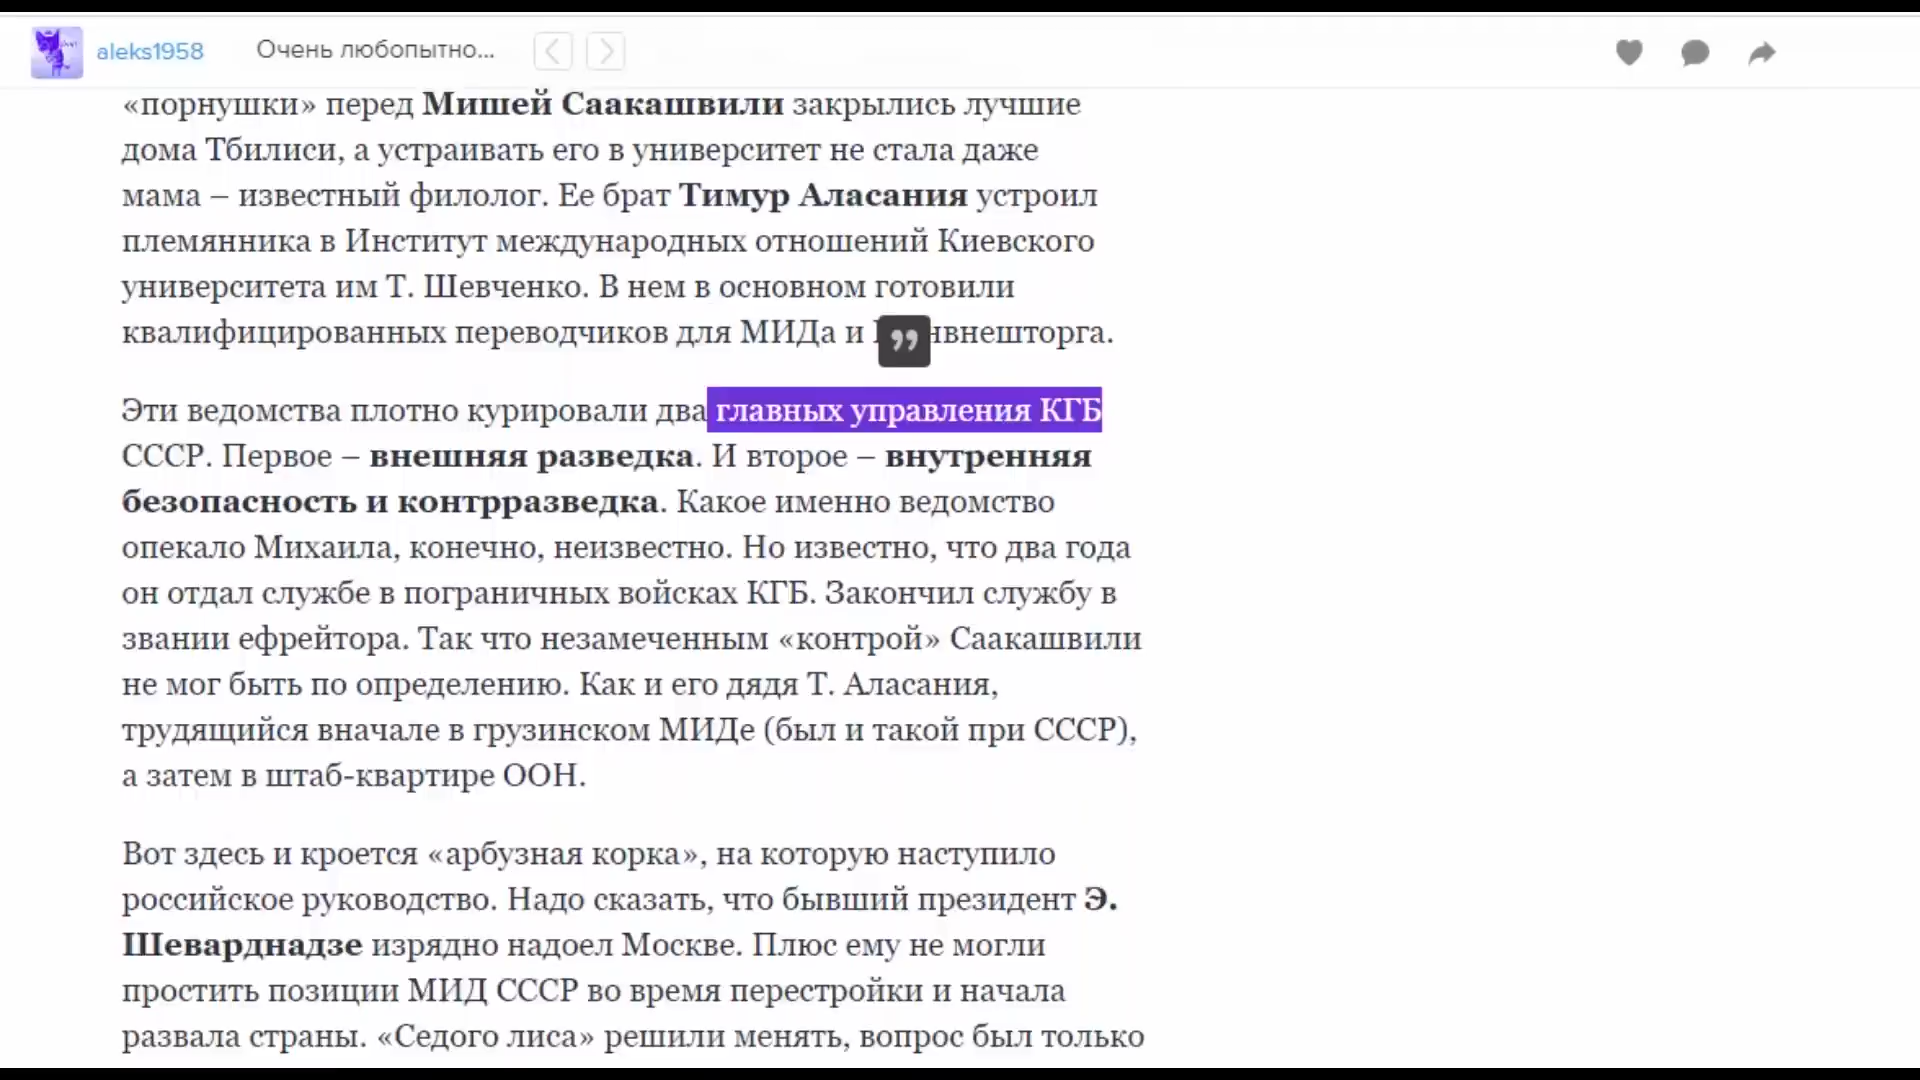 aleks1958 Очень любопытно...
«порнушки» перед Мишей Саакашвили закрылись лучшие
дома Тбилиси, а устраивать его в университет не стала даже
мама – известный филолог. Ее брат Тимур Аласания устроил
племянника в Институт международных отношений Киевского
университета им Т. Шевченко. В нем в основном готовили
квалифицированных переводчиков для МИДа и
Эти ведомства плотно курировали два главных управления КГБ
СССР. Первое – внешняя разведка. И второе – внутренняя
безопасность и контрразведка. Какое именно ведомство
опекало Михаила, конечно, неизвестно. Но известно, что два года
он отдал службе в пограничных войсках КГБ. Закончил службу в
звании ефрейтора. Так что незамеченным «контрой» Саакашвили
не мог быть по определению. Как и его дядя Т. Аласания,
трудящийся вначале в грузинском МИДе (был и такой при СССР),
а затем в штаб-квартире ООН.
Вот здесь и кроется «арбузная корка», на которую наступило
российское руководство. Надо сказать, что бывший президент Э.
Шеварднадзе изрядно надоел Москве. Плюс ему не могли
простить позиции МИД СССР во время перестройки и начала
развала страны. «Седого лиса» решили менять, вопрос был только